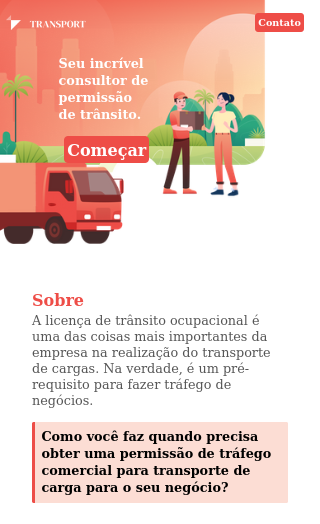 TRANSPORT
Contato
Seu incrível
consultor de
permissão
de trânsito.
Começar
Sobre
A licença de trânsito ocupacional é
uma das coisas mais importantes da
empresa na realização do transporte
de cargas. Na verdade, é um pré-
requisito para fazer tráfego de
negócios.
Como você faz quando precisa
obter uma permissão de tráfego
comercial para transporte de
carga para o seu negócio?